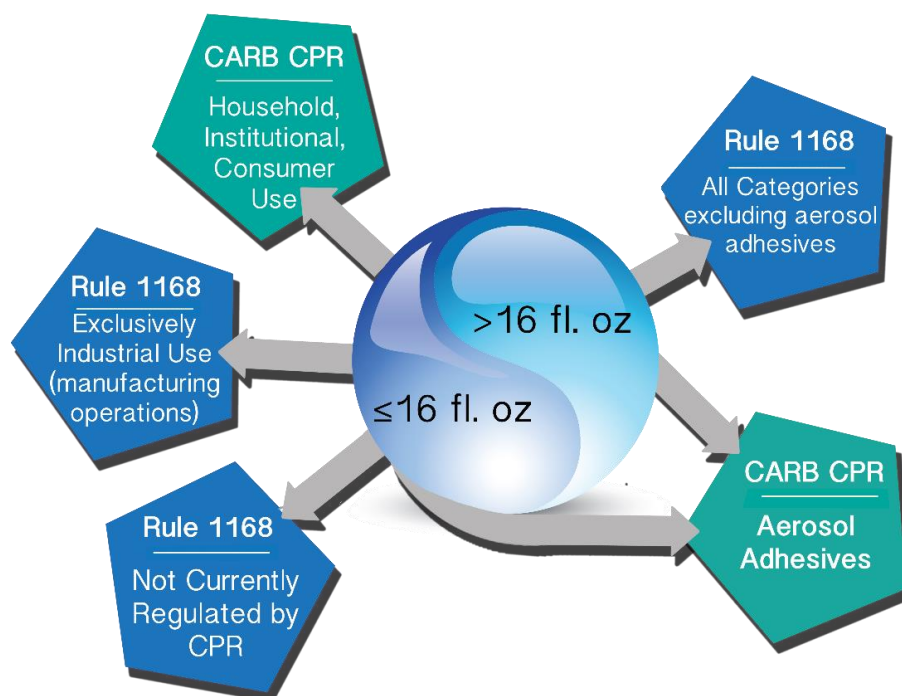 CARB CPR
Household,
Institutional,
Consumer
Use
Rule 1168
All Categories
excluding aerosol
adhesives
Rule 1168
Exclusively
Industrial Use
(manufacturing
operations)
>16 fl. oz
≤16 fl. oz
CARB CPR
Aerosol
Adhesives
Rule 1168
Not Currently
Regulated by
CPR